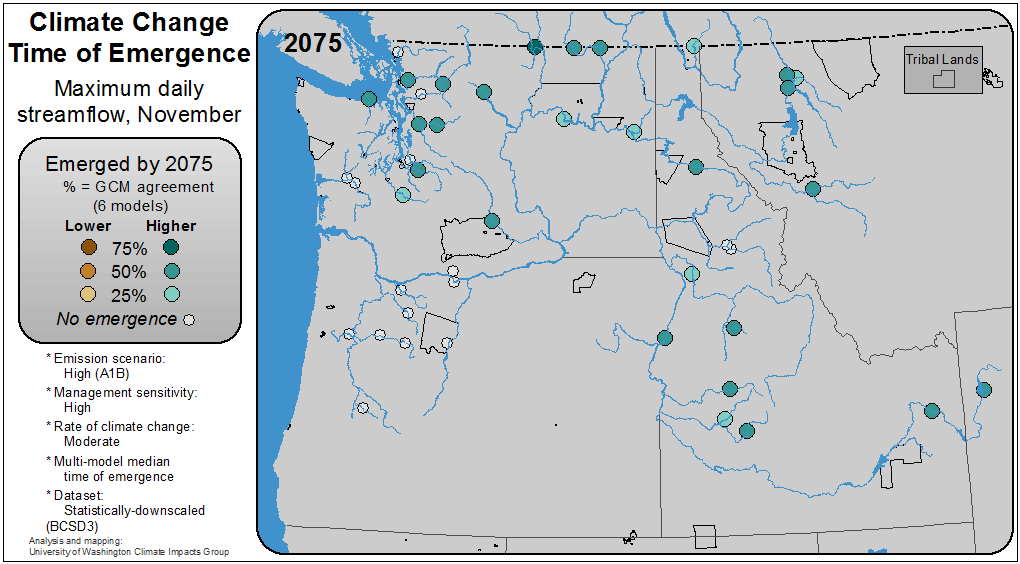 Climate Change
Time of Emergence
Maximum daily
streamflow, November
Emerged by 2075
% = GCM agreement
(6 models)
Lower Higher
75%
50%
25%
No emergence
* Emission scenario:
High (A1B)
* Management sensitivity:
High
* Rate of climate change:
Moderate
* Multi-model median
time of emergence
* Dataset:
Statistically-downscaled
(BCSD3)
Analysis and mapping:
University of Washington Climate Impacts Group
2075
Tribal Lands